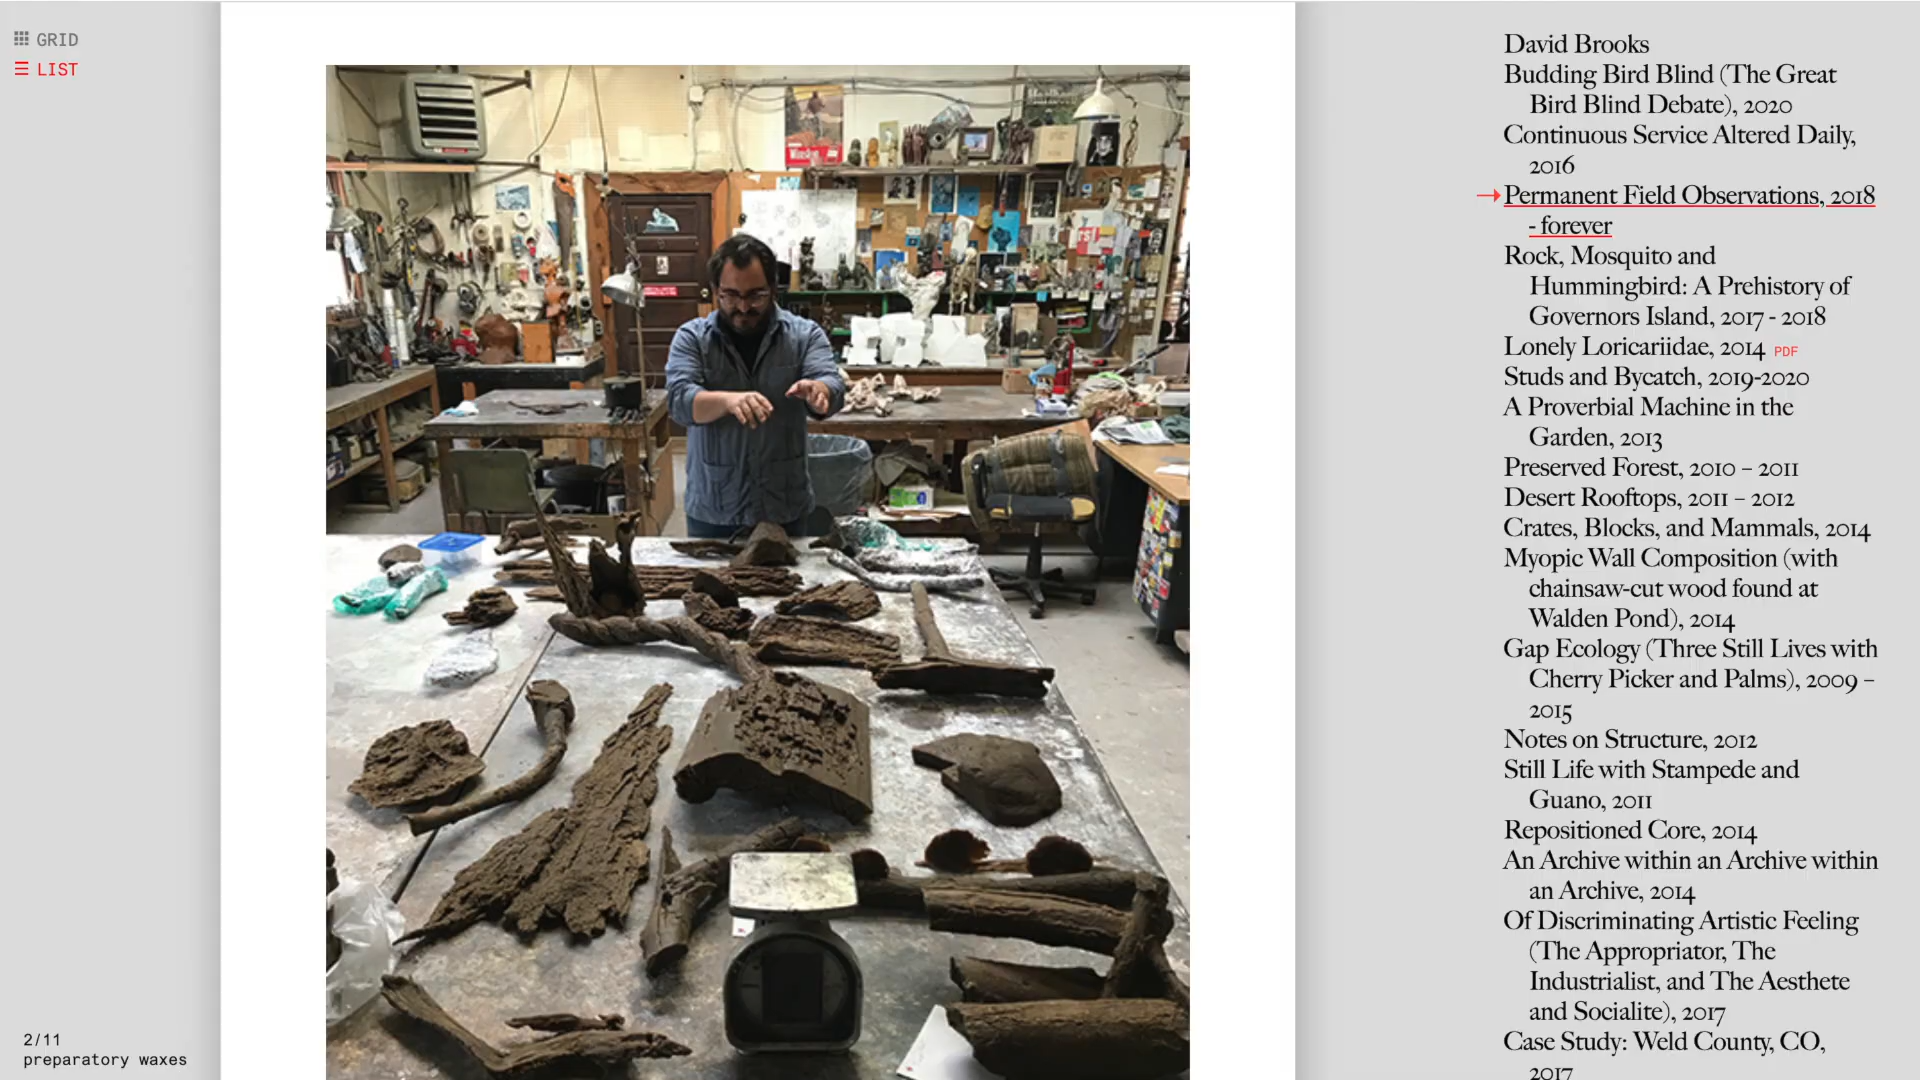 GRID
LIST
David Brooks
Budding Bird Blind (The Great
Bird Blind Debate), 2020
Continuous Service Altered Daily,
2016
→Permanent Field Observations, 2018
- forever
Rock, Mosquito and
Hummingbird: A Prehistory of
Governors Island, 2017 - 2018
Lonely Loricariidae, 2014 PDF
Studs and Bycatch, 2019-2020
A Proverbial Machine in the
Garden, 2013
Preserved Forest, 2010 – 2011
Desert Rooftops, 2011 – 2012
Crates, Blocks, and Mammals, 2014
Myopic Wall Composition (with
chainsaw-cut wood found at
Walden Pond), 2014
Gap Ecology (Three Still Lives with
Cherry Picker and Palms), 2009 –
2015
Notes on Structure, 2012
Still Life with Stampede and
Guano, 2011
Repositioned Core, 2014
An Archive within an Archive within
an Archive, 2014
Of Discriminating Artistic Feeling
(The Appropriator, The
Industrialist, and The Aesthete
and Socialite), 2017
Case Study: Weld County, CO,
2017
2/11
preparatory waxes